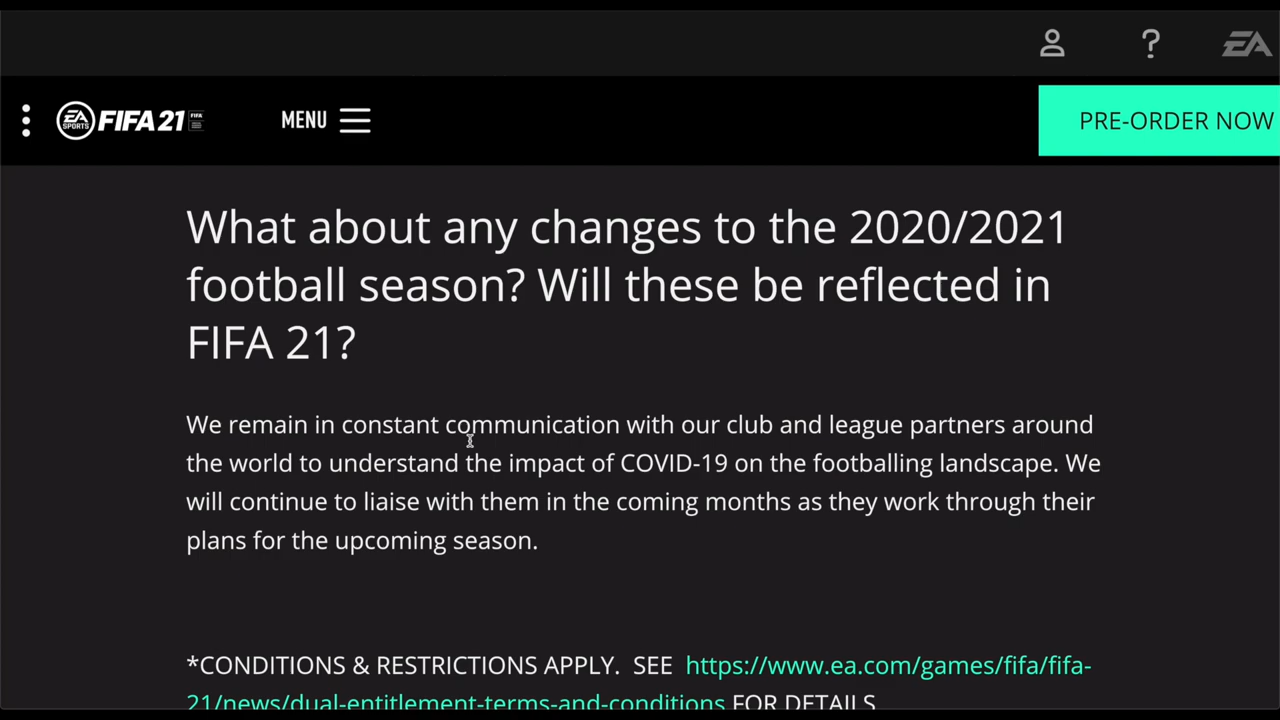 EA
EA SPORTS FIFA 21
MENU
PRE-ORDER NOW
What about any changes to the 2020/2021
football season? Will these be reflected in
FIFA 21?
We remain in constant communication with our club and league partners around
the world to understand the impact of COVID-19 on the footballing landscape. We
will continue to liaise with them in the coming months as they work through their
plans for the upcoming season.
*CONDITIONS & RESTRICTIONS APPLY. SEE https://www.ea.com/games/fifa/fifa-
21/news/dual-entitlement-terms-and-conditions FOR DETAILS